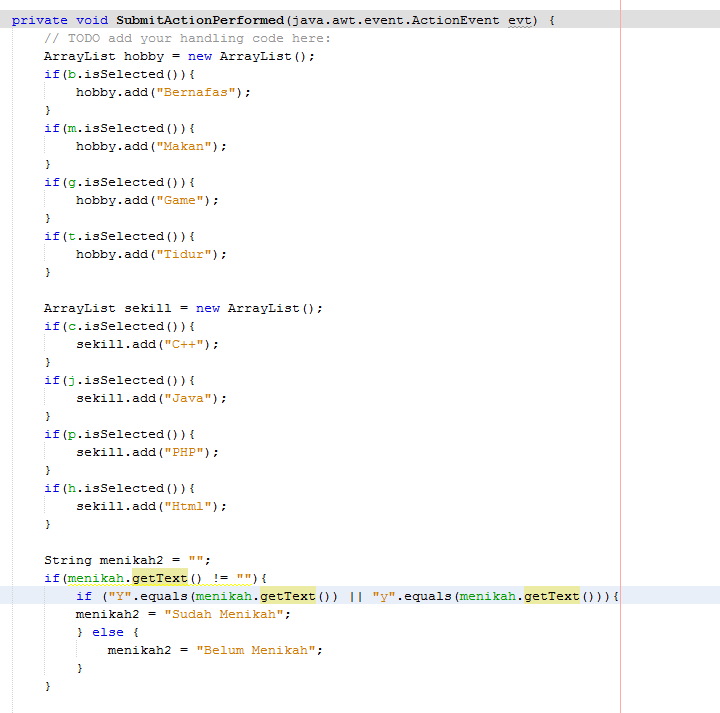 private void SubmitActionPerformed(java.awt.event.ActionEvent evt) {
// TODO add your handling code here:
ArrayList hobby = new ArrayList();
if(b.isSelected()){
hobby.add("Bernafas");
}
if(m.isSelected()){
hobby.add("Makan");
}
if(g.isSelected()){
hobby.add("Game");
}
if(t.isSelected()){
hobby.add("Tidur");
}
ArrayList sekill = new ArrayList();
if(c.isSelected()){
sekill.add("C++");
}
if(j.isSelected()){
sekill.add("Java");
}
if(p.isSelected()){
sekill.add("PHP");
}
if(h.isSelected()){
sekill.add("Html");
}
String menikah2 = "";
if(menikah.getText() != ""){
if ("Y".equals(menikah.getText()) || "y".equals(menikah.getText())){
menikah2 = "Sudah Menikah";
} else {
menikah2 = "Belum Menikah";
}
}